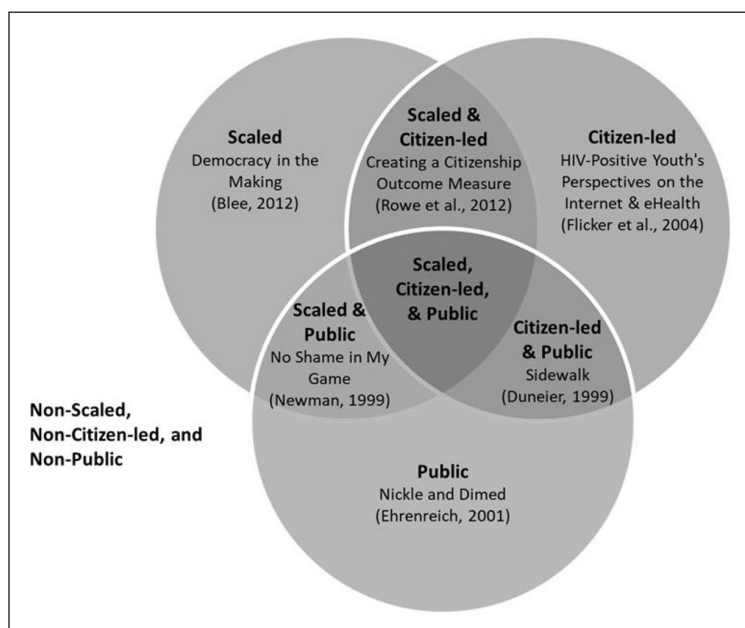 Scaled
Democracy in the
Making
(Blee, 2012)
Scaled &
Citizen-led
Creating a Citizenship
Outcome Measure
(Rowe et al., 2012)
Citizen-led
HIV-Positive Youth's
Perspectives on the
Internet & eHealth
(Flicker et al., 2004)
Scaled,
Citizen-led,
& Public
Scaled &
Public
No Shame in My
Game
(Newman, 1999)
Citizen-led
& Public
Sidewalk
(Duneier, 1999)
Non-Scaled,
Non-Citizen-led, and
Non-Public
Public
Nickle and Dimed
(Ehrenreich, 2001)